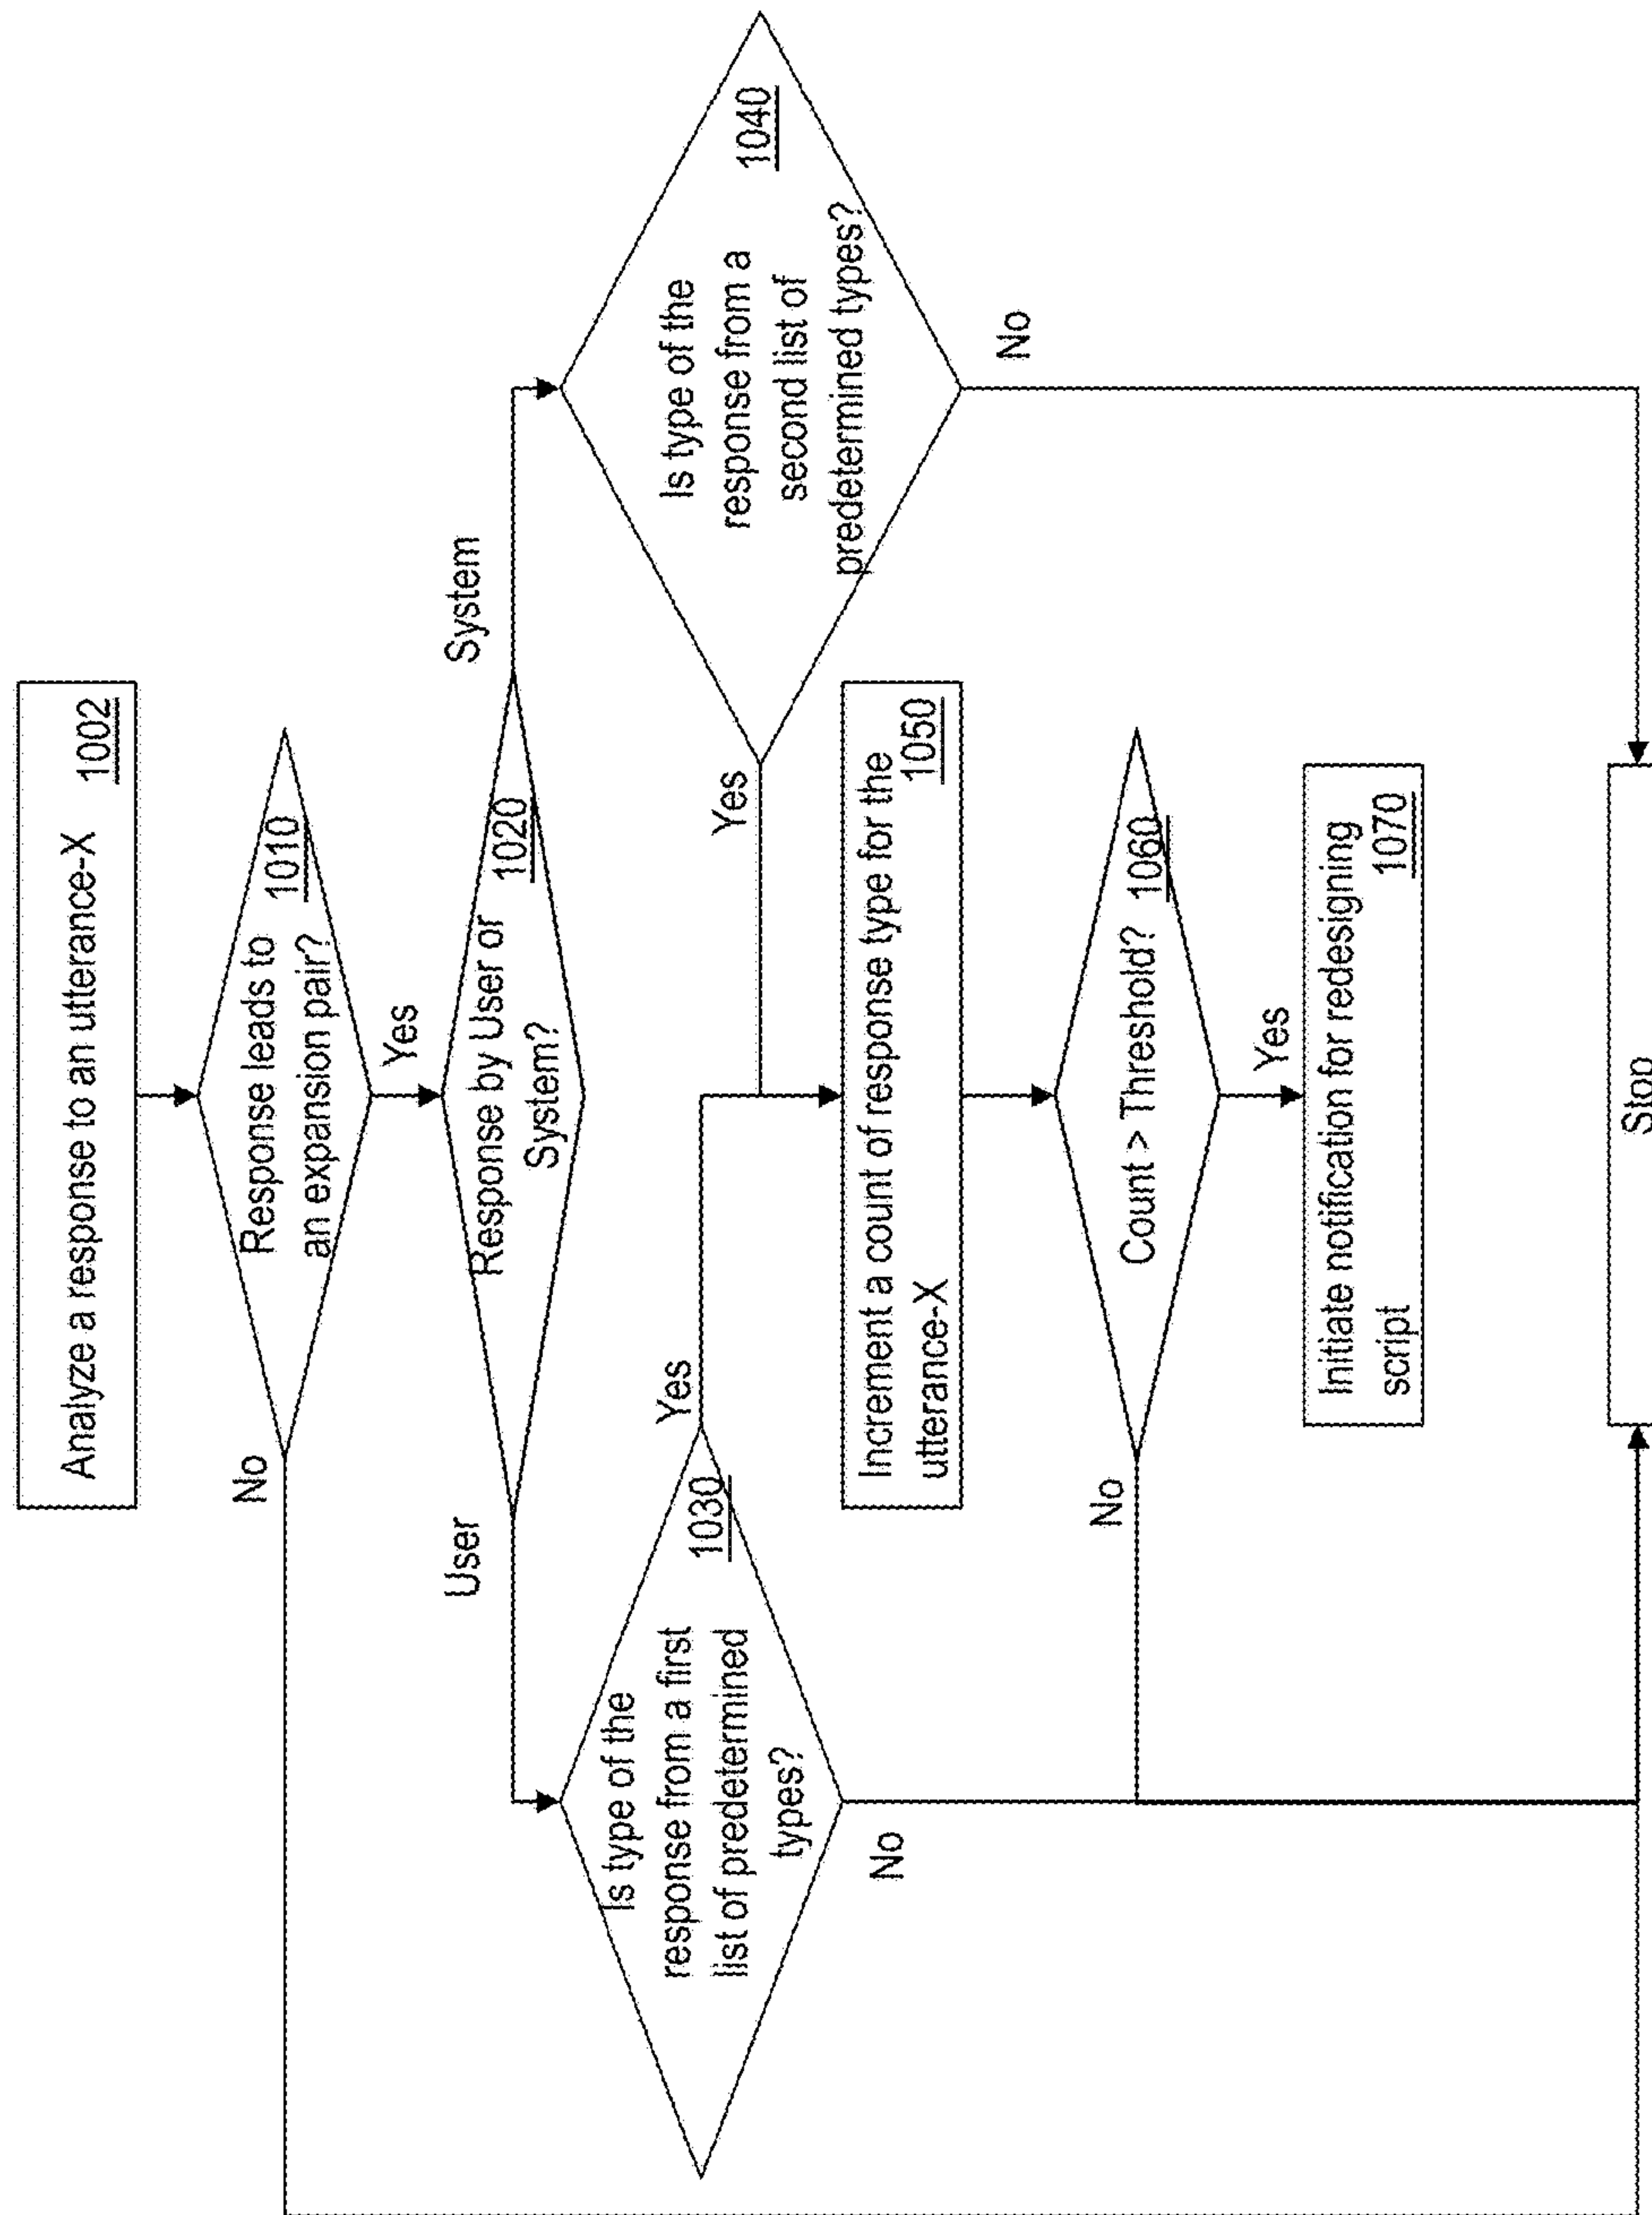 Analyze a response to an utterance-X 1002
Response leads to 1010
an expansion pair?
No
Yes
Response by User or 1020
System?
User
System
Is type of the
response from a first 1030
list of predetermined
types?
Yes
No
Is type of the
response from a 1040
second list of
predetermined types?
Yes
No
Increment a count of response type for the
utterance-X 1050
Count > Threshold? 1060
No
Yes
Initiate notification for redesigning
script 1070
Stop